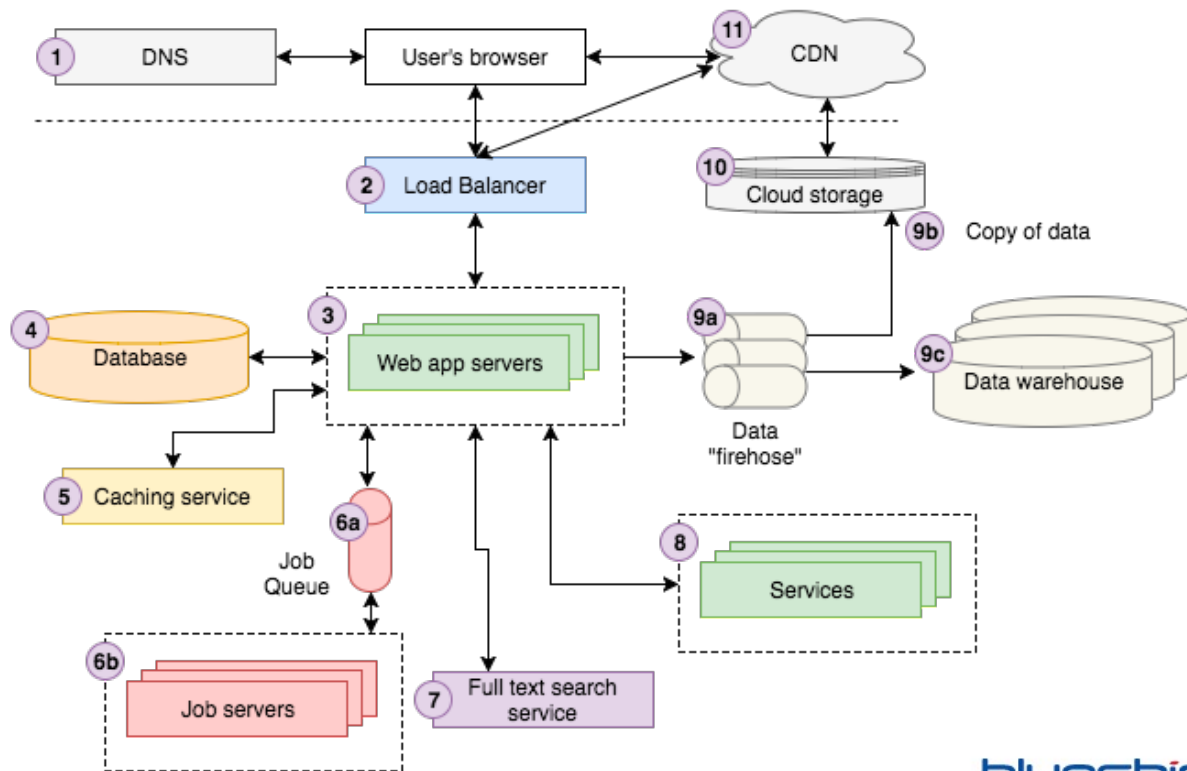 1
DNS
User's browser
11
CDN
2
Load Balancer
10
Cloud storage
9b
Copy of data
3
Web app servers
4
Database
9a
Data
"firehose"
9c
Data warehouse
5
Caching service
6a
Job
Queue
8
Services
6b
Job servers
7
Full text search
service